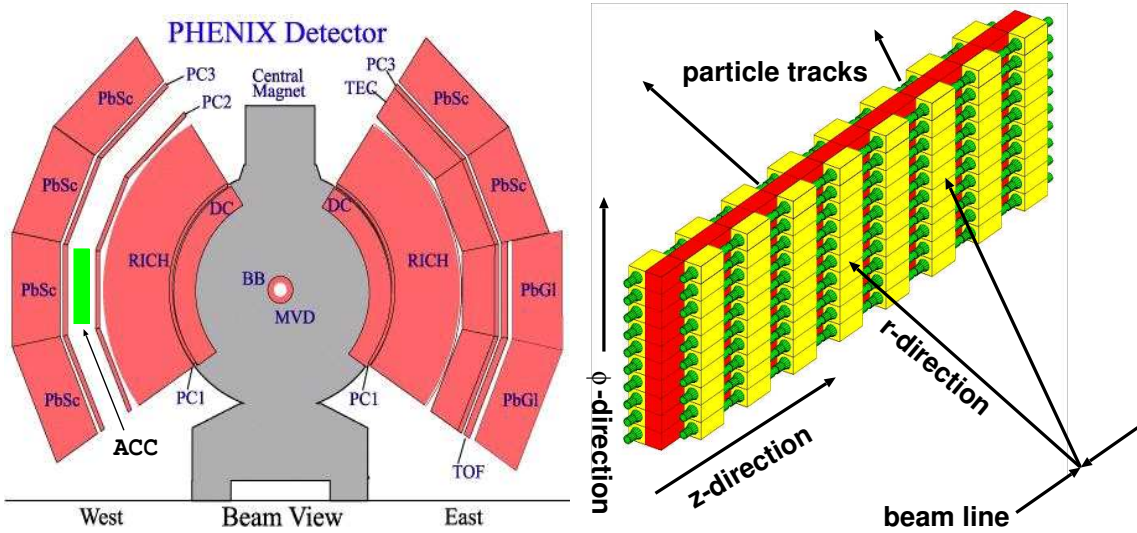 PHENIX Detector
Central
Magnet
PC3
PC2
PbSc
PbSc
PbSc
PbSc
RICH
DC
PC1
BB
MVD
ACC
PC3
TEC
PbSc
PbSc
DC
RICH
PbGl
PbGl
PC1
TOF
West
Beam View
East
particle tracks
r-direction
ϕ-direction
z-direction
beam line